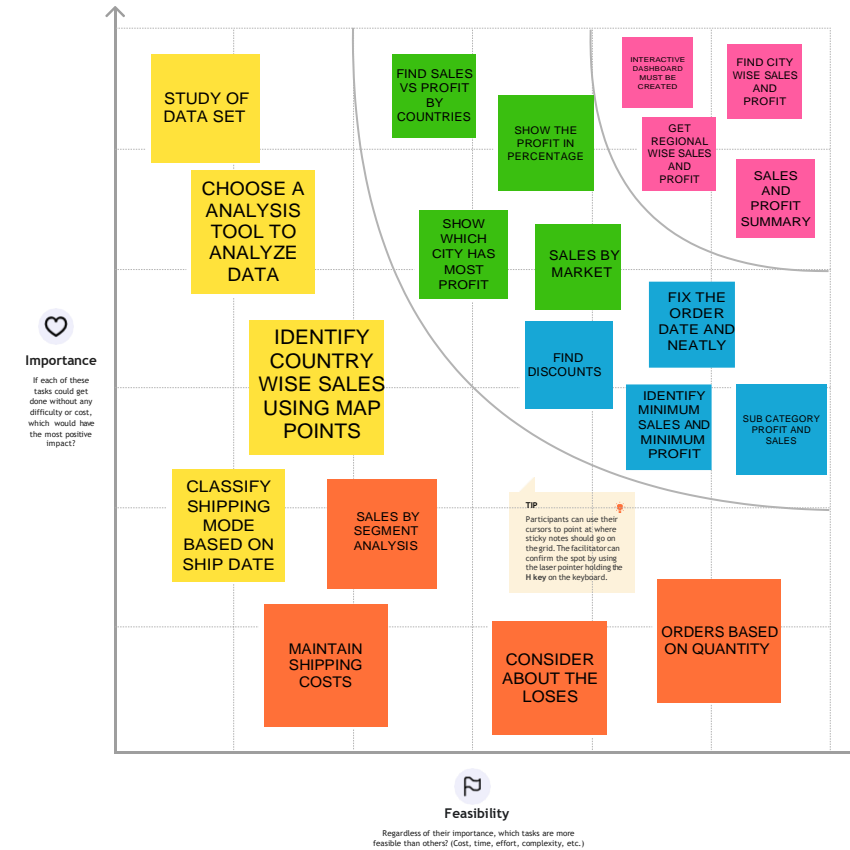 STUDY OF
DATA SET
CHOOSE A
ANALYSIS
TOOL TO
ANALYZE
DATA
IDENTIFY
COUNTRY
WISE SALES
USING MAP
POINTS
CLASSIFY
SHIPPING
MODE
BASED ON
SHIP DATE
FIND SALES
VS PROFIT
BY
COUNTRIES
SHOW THE
PROFIT IN
PERCENTAGE
SHOW
WHICH
CITY HAS
MOST
PROFIT
SALES BY
MARKET
INTERACTIVE
DASHBOARD
MUST BE
CREATED
FIND CITY
WISE SALES
AND
PROFIT
GET
REGIONAL
WISE SALES
AND
PROFIT
SALES
AND
PROFIT
SUMMARY
FIX THE
ORDER
DATE AND
NEATLY
FIND
DISCOUNTS
IDENTIFY
MINIMUM
SALES AND
MINIMUM
PROFIT
SUB CATEGORY
PROFIT AND
SALES
SALES BY
SEGMENT
ANALYSIS
MAINTAIN
SHIPPING
COSTS
CONSIDER
ABOUT THE
LOSES
ORDERS BASED
ON QUANTITY
TIP
Participants can use their
cursors to point at where
sticky notes should go on
the grid. The facilitator can
confirm the spot by using
the laser pointer holding the
H key on the keyboard.
Importance
If each of these
tasks could get
done without any
difficulty or cost,
which would have
the most positive
impact?
Feasibility
Regardless of their importance, which tasks are more
feasible than others? (Cost, time, effort, complexity, etc.)